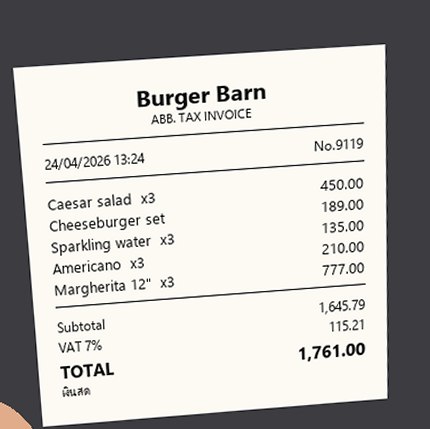 Burger Barn
ABB. TAX INVOICE
24/04/2026 13:24 No.9119
Caesar salad x3 450.00
Cheeseburger set 189.00
Sparkling water x3 135.00
Americano x3 210.00
Margherita 12" x3 777.00
Subtotal 1,645.79
VAT 7% 115.21
TOTAL 1,761.00
เงินสด